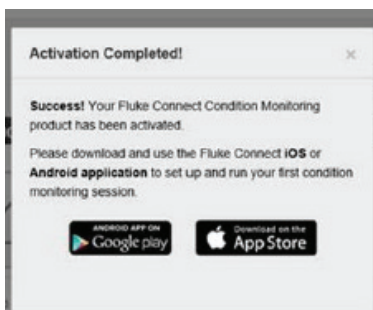 Activation Completed!
×
Success! Your Fluke Connect Condition Monitoring
product has been activated.
Please download and use the Fluke Connect iOS or
Android application to set up and run your first condition
monitoring session.
ANDROID APP ON
Google play
Download on the
App Store